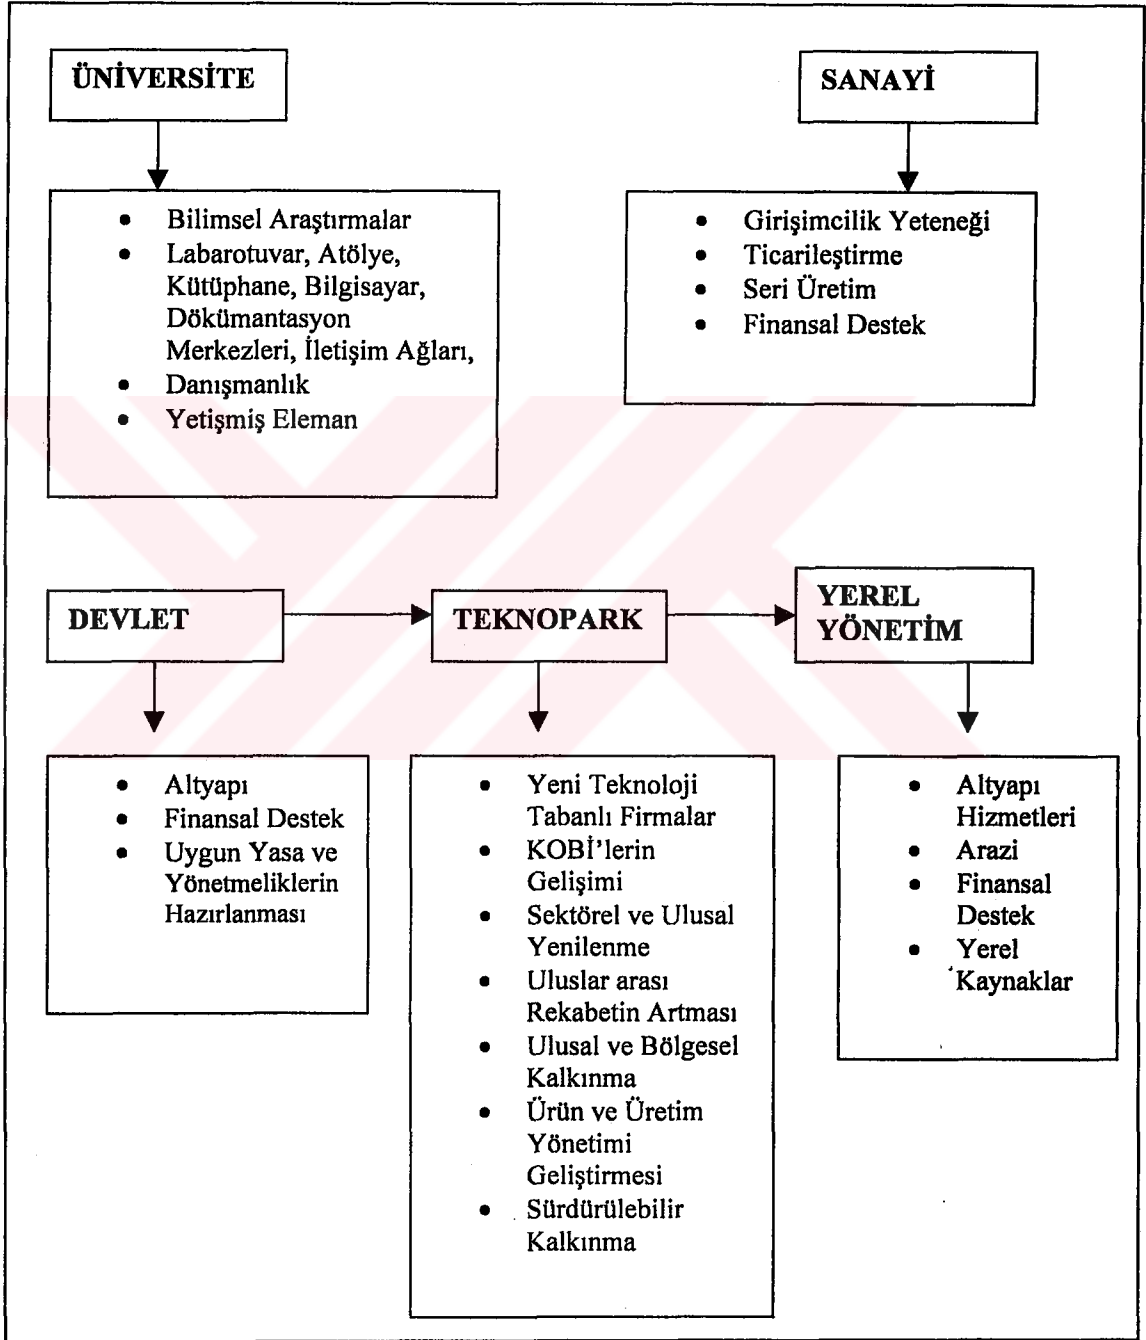 ÜNİVERSİTE
SANAYİ
• Bilimsel Araştırmalar
• Labarotuvar, Atölye,
Kütüphane, Bilgisayar,
Dökümantasyon
Merkezleri, İletişim Ağları,
• Danışmanlık
• Yetişmiş Eleman
• Girişimcilik Yeteneği
• Ticarileştirme
• Seri Üretim
• Finansal Destek
DEVLET
TEKNOPARK
YEREL
YÖNETİM
• Altyapı
• Finansal Destek
• Uygun Yasa ve
Yönetmeliklerin
Hazırlanması
• Yeni Teknoloji
Tabanlı Firmalar
• KOBİ'lerin
Gelişimi
• Sektörel ve Ulusal
Yenilenme
• Uluslar arası
Rekabetin Artması
• Ulusal ve Bölgesel
Kalkınma
• Ürün ve Üretim
Yönetimi
Geliştirmesi
• Sürdürülebilir
Kalkınma
• Altyapı
Hizmetleri
• Arazi
• Finansal
Destek
• Yerel
Kaynaklar